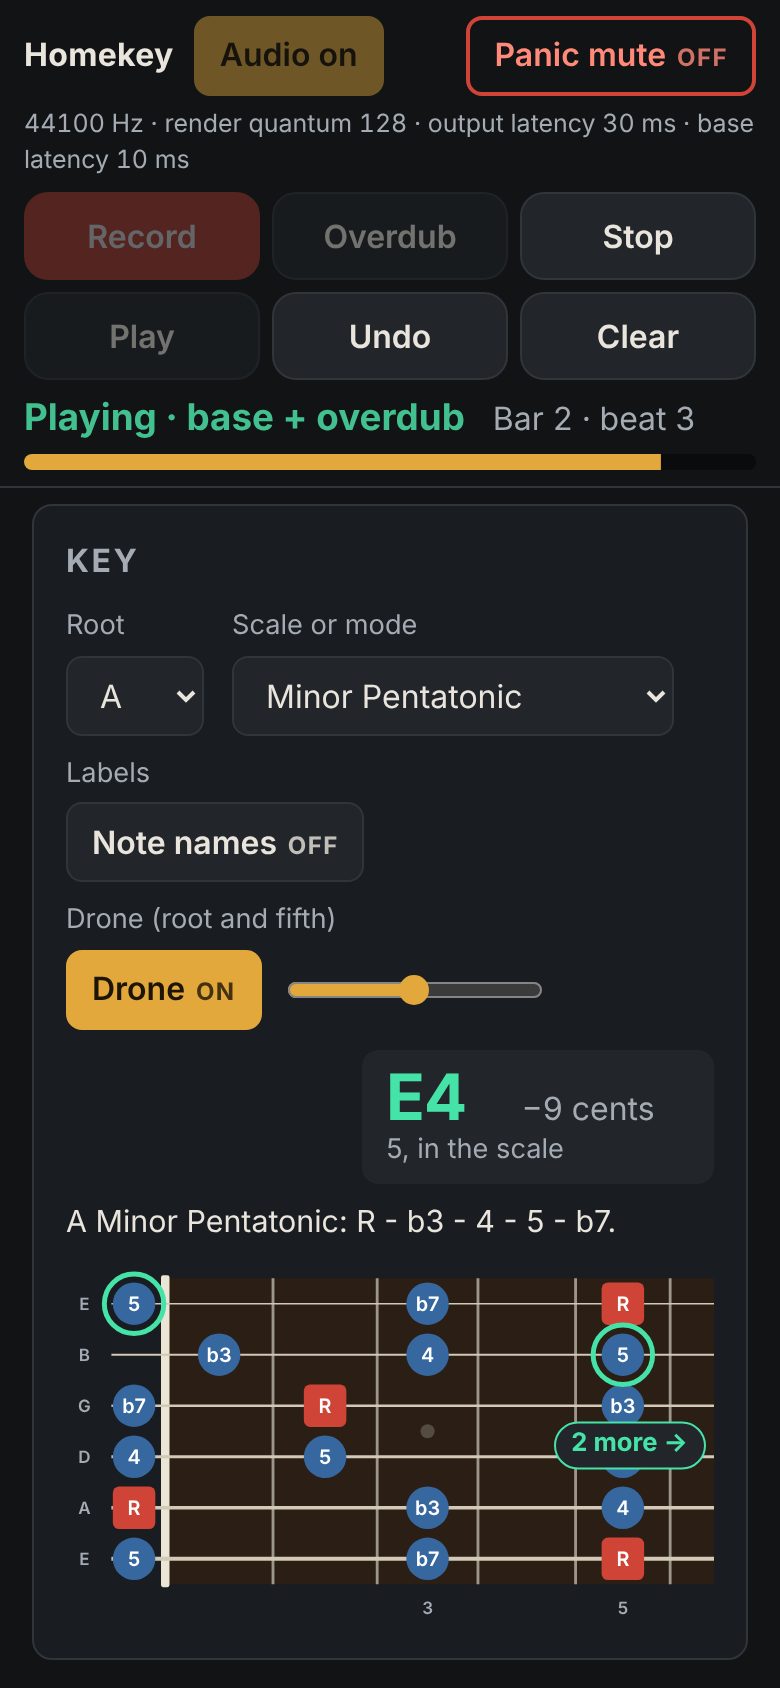 Homekey Audio on Panic mute OFF
44100 Hz · render quantum 128 · output latency 30 ms · base
latency 10 ms
Record Overdub Stop
Play Undo Clear
Playing · base + overdub Bar 2 · beat 3
KEY
Root Scale or mode
A Minor Pentatonic
Labels
Note names OFF
Drone (root and fifth)
Drone ON
E4 −9 cents
5, in the scale
A Minor Pentatonic: R - b3 - 4 - 5 - b7.
E 5 b7 R
B b3 4 5
G b7 R b3
2 more →
D 4 5
A R b3 4
E 5 b7 R
3 5